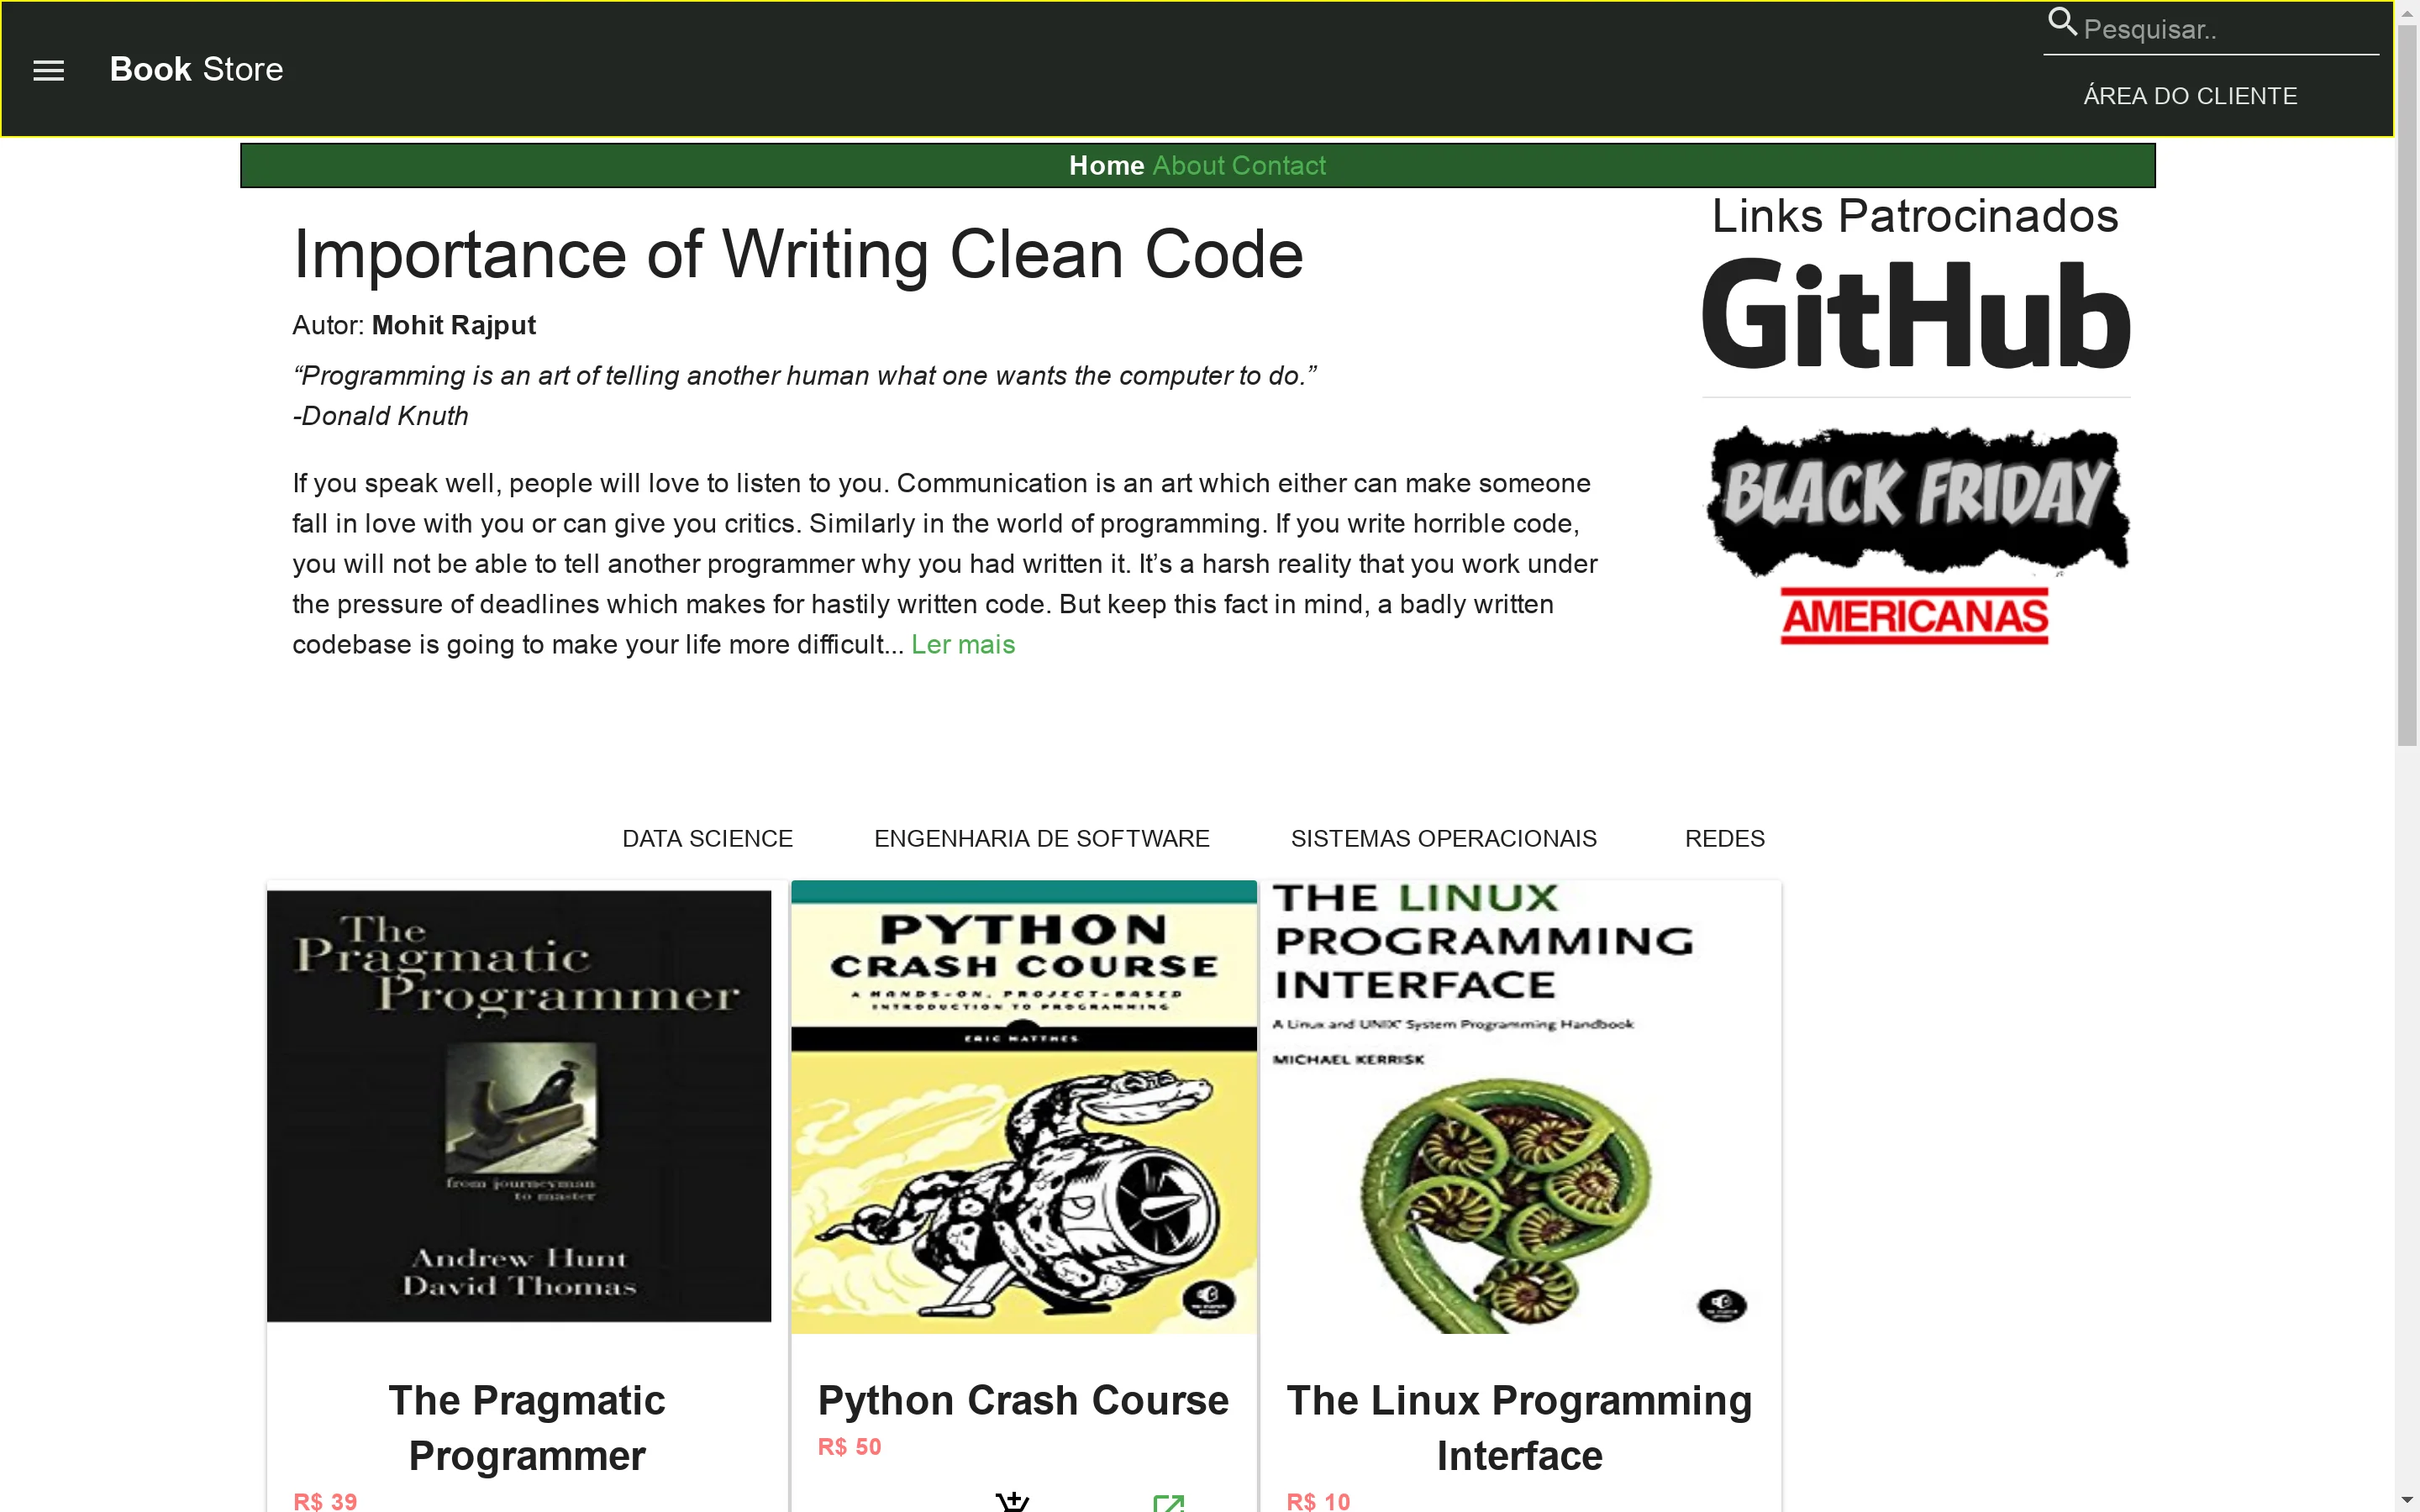 Book Store
Pesquisar..
ÁREA DO CLIENTE
Home About Contact
Importance of Writing Clean Code
Autor: Mohit Rajput
“Programming is an art of telling another human what one wants the computer to do.”
-Donald Knuth
If you speak well, people will love to listen to you. Communication is an art which either can make someone
fall in love with you or can give you critics. Similarly in the world of programming. If you write horrible code,
you will not be able to tell another programmer why you had written it. It’s a harsh reality that you work under
the pressure of deadlines which makes for hastily written code. But keep this fact in mind, a badly written
codebase is going to make your life more difficult... Ler mais
Links Patrocinados
GitHub
BLACK FRIDAY
AMERICANAS
DATA SCIENCE
ENGENHARIA DE SOFTWARE
SISTEMAS OPERACIONAIS
REDES
The
Pragmatic
Programmer
from journeyman
to master
Andrew Hunt
David Thomas
The Pragmatic
Programmer
R$ 39
PYTHON
CRASH COURSE
A HANDS-ON, PROJECT-BASED
INTRODUCTION TO PROGRAMMING
ERIC MATTHES
Python Crash Course
R$ 50
THE LINUX
PROGRAMMING
INTERFACE
A Linux and UNIX® System Programming Handbook
MICHAEL KERRISK
The Linux Programming
Interface
R$ 10